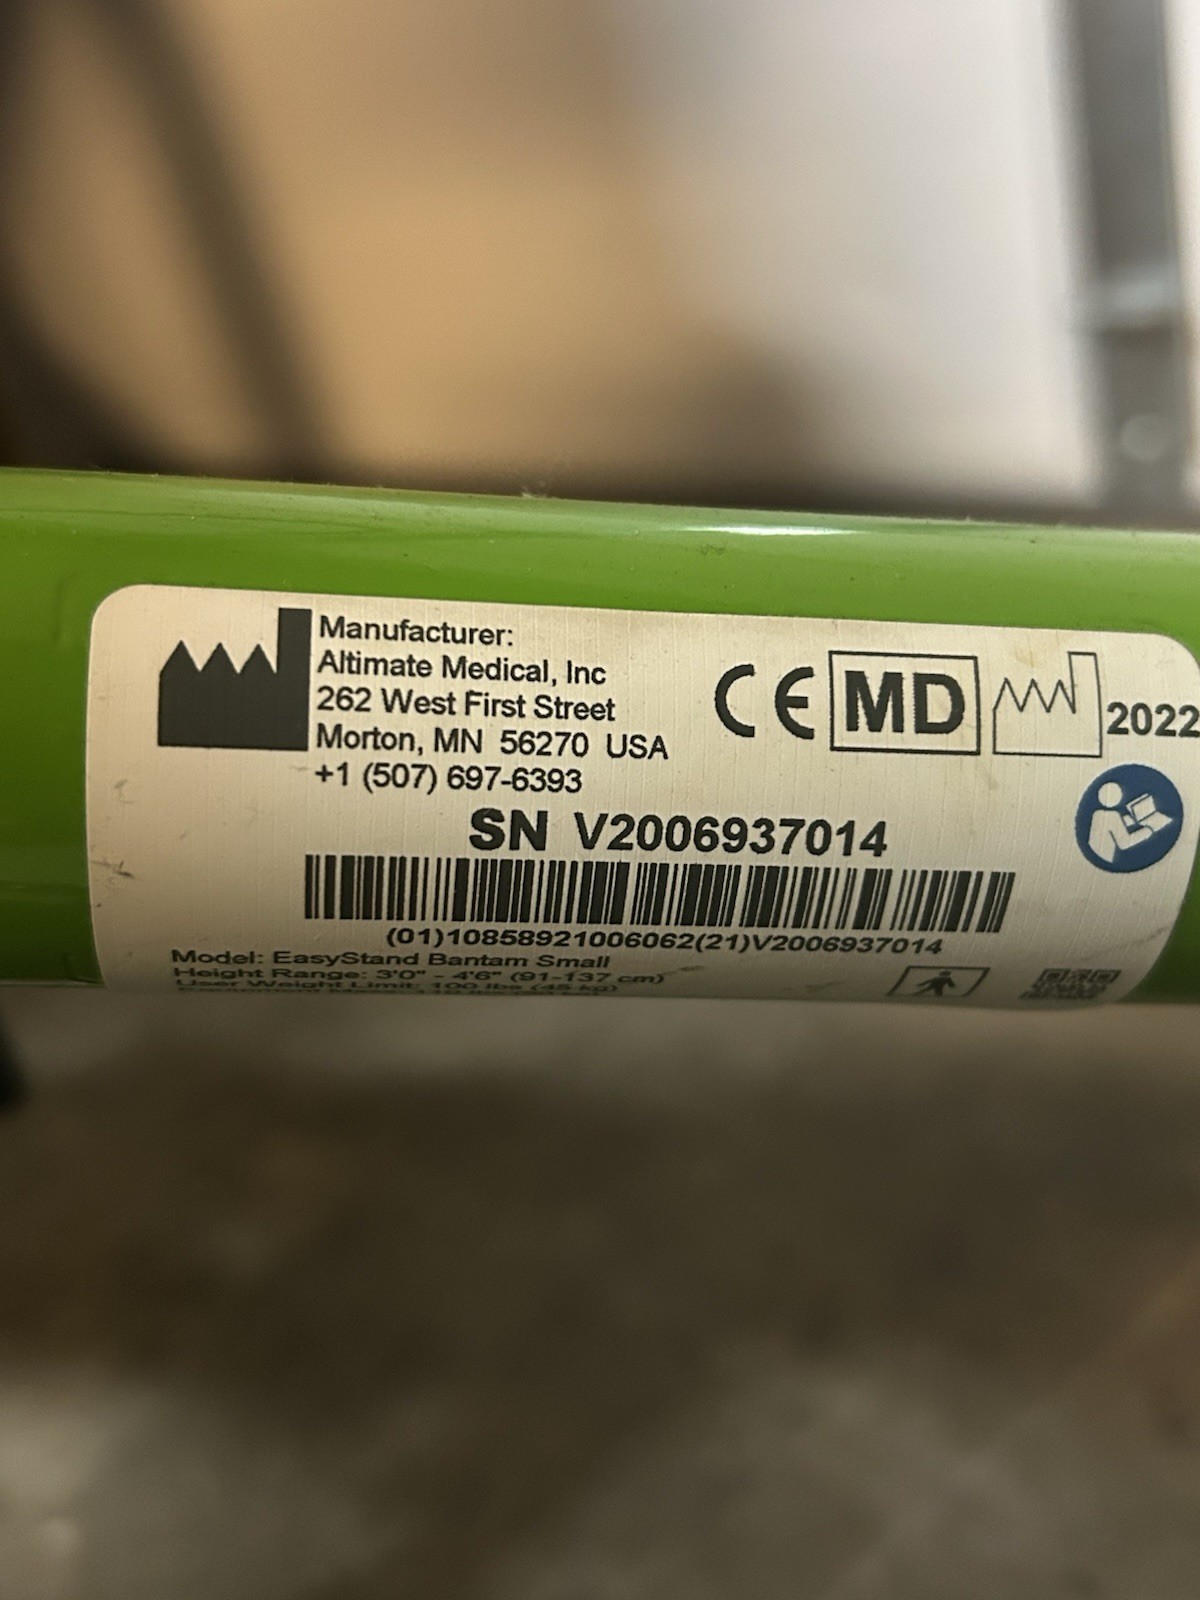 Manufacturer:
Altimate Medical, Inc
262 West First Street
Morton, MN 56270 USA
+1 (507) 697-6393
CE MD 2022
SN V2006937014
(01)10858921006062(21)V2006937014
Model: EasyStand Bantam Small
Height Range: 3'0" - 4'6" (91-137 cm)
User Weight Limit: 100 lbs (45 kg)